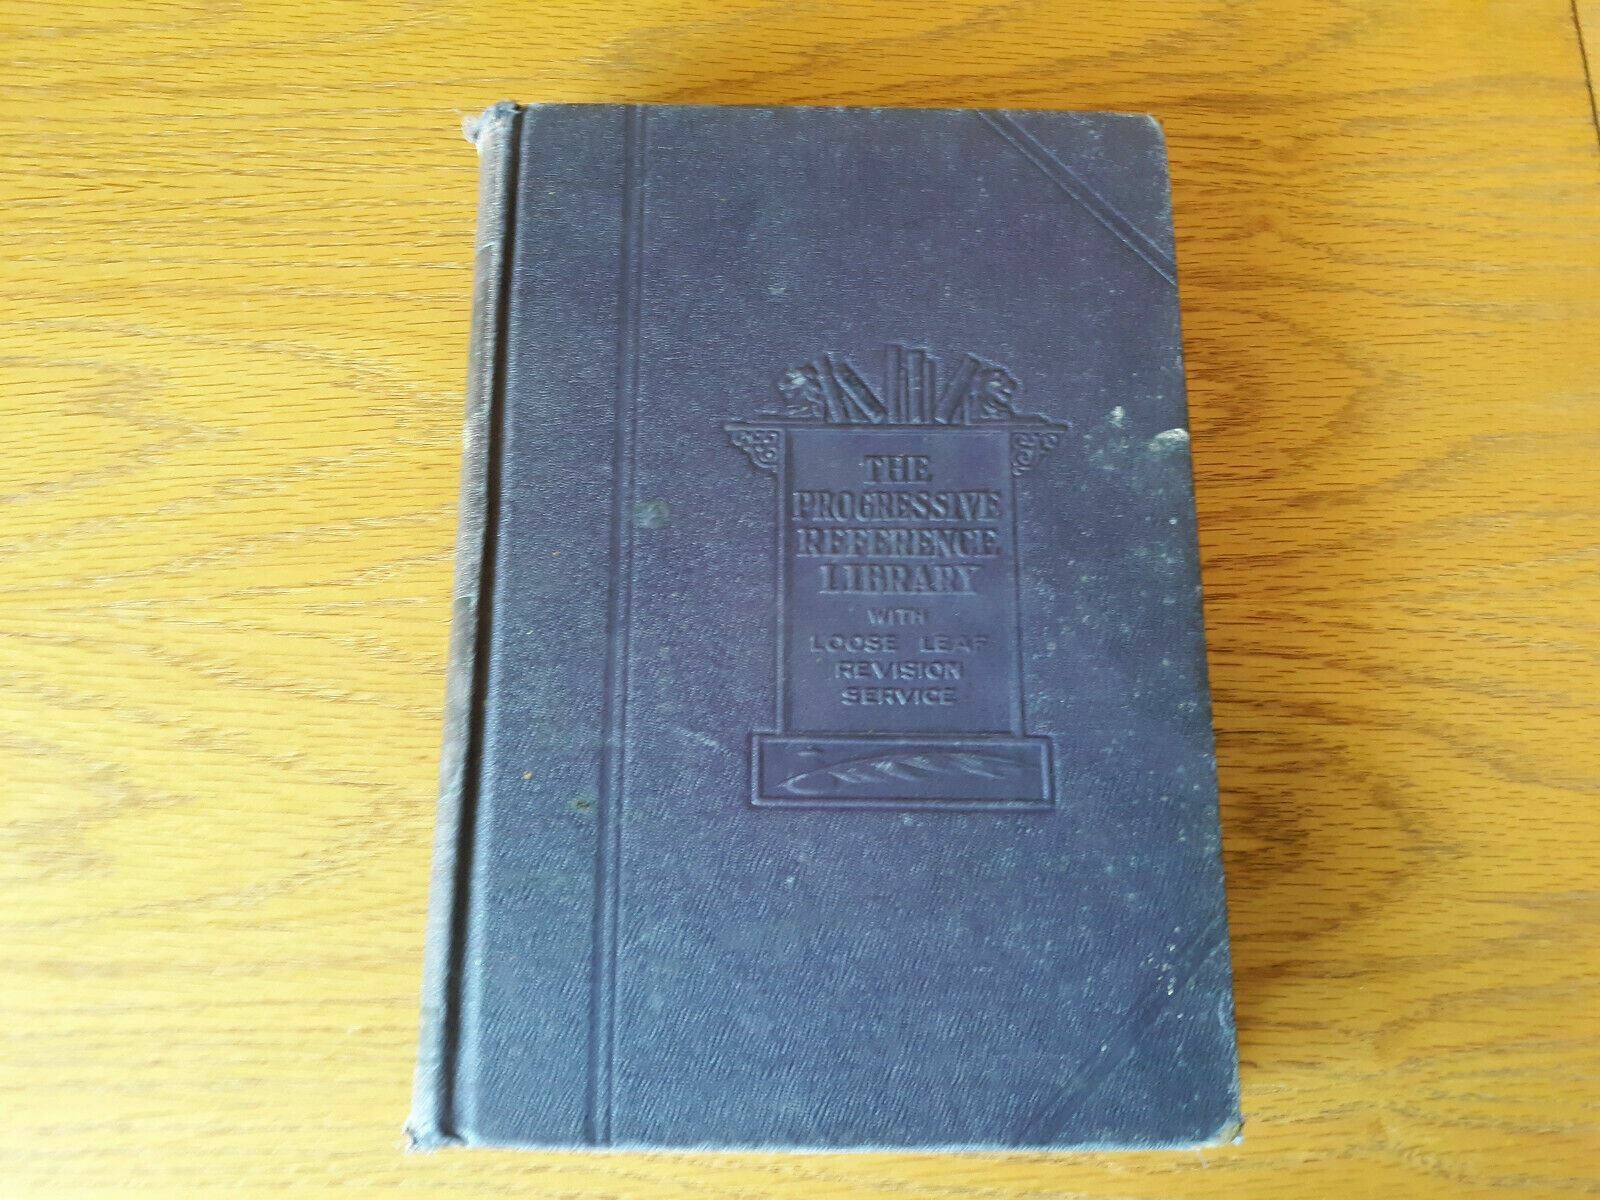 THE
PROGRESSIVE
REFERENCE
LIBRARY
WITH
LOOSE LEAF
REVISION
SERVICE